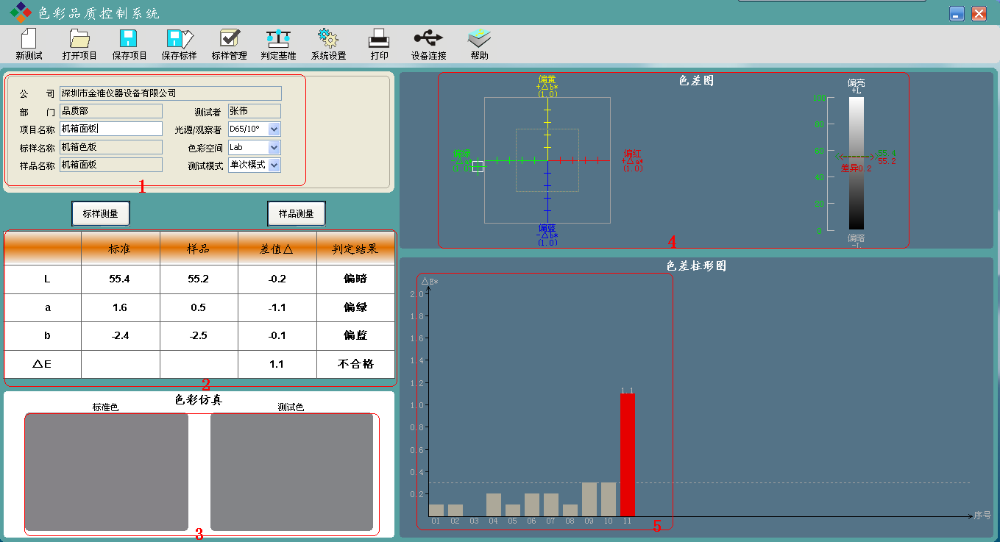 色彩品质控制系统
新测试 打开项目 保存项目 保存标样 标样管理 判定基准 系统设置 打印 设备连接 帮助
公 司 深圳市金准仪器设备有限公司
部 门 品质部 测试者 张伟
项目名称 机箱面板 光源/观察者 D65/10°
标样名称 机箱色板 色彩空间 Lab
样品名称 机箱面板 测试模式 单次模式
1
标样测量 样品测量
标准 样品 差值△ 判定结果
L 55.4 55.2 -0.2 偏暗
a 1.6 0.5 -1.1 偏绿
b -2.4 -2.5 -0.1 偏蓝
△E 1.1 不合格
2
色彩仿真
标准色 测试色
3
色差图
偏黄
+△b*
(1.0)
偏绿
-△a*
(1.0)
偏红
+△a*
(1.0)
偏蓝
-△b*
(1.0)
4
偏亮
+L
100
80
60
40
20
0
55.4
55.2
差异0.2
偏暗
-L
色差柱形图
△E*
2.0
1.8
1.6
1.4
1.2
1.0
0.8
0.6
0.4
0.2
1.1
01 02 03 04 05 06 07 08 09 10 11
序号
5